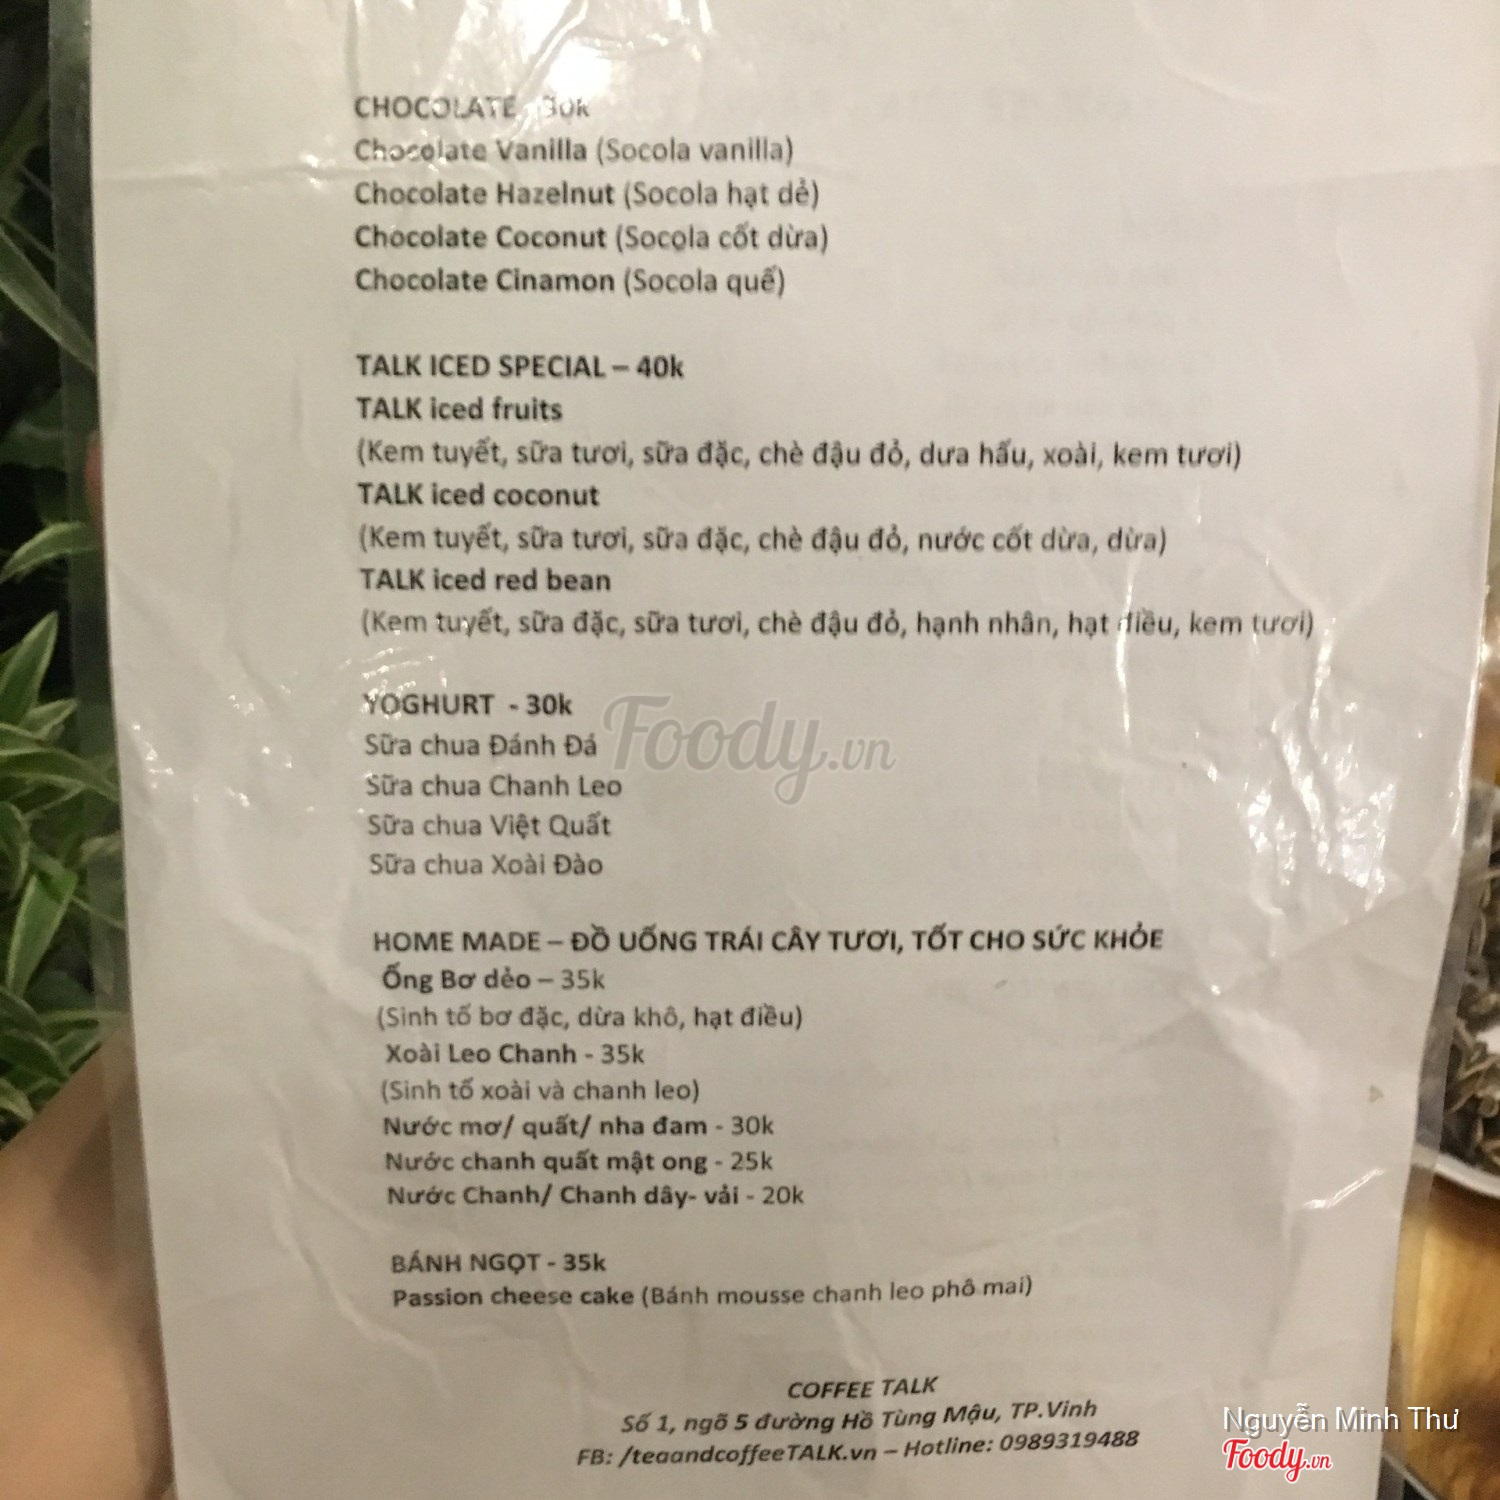 CHOCOLATE - 30k
Chocolate Vanilla (Socola vanilla)
Chocolate Hazelnut (Socola hạt dẻ)
Chocolate Coconut (Socola cốt dừa)
Chocolate Cinamon (Socola quế)
TALK ICED SPECIAL – 40k
TALK iced fruits
(Kem tuyết, sữa tươi, sữa đặc, chè đậu đỏ, dưa hấu, xoài, kem tươi)
TALK iced coconut
(Kem tuyết, sữa tươi, sữa đặc, chè đậu đỏ, nước cốt dừa, dừa)
TALK iced red bean
(Kem tuyết, sữa đặc, sữa tươi, chè đậu đỏ, hạnh nhân, hạt điều, kem tươi)
YOGHURT - 30k
Sữa chua Đánh Đá
Foody.vn
Sữa chua Chanh Leo
Sữa chua Việt Quất
Sữa chua Xoài Đào
HOME MADE – ĐỒ UỐNG TRÁI CÂY TƯƠI, TỐT CHO SỨC KHỎE
Ống Bơ dẻo – 35k
(Sinh tố bơ đặc, dừa khô, hạt điều)
Xoài Leo Chanh - 35k
(Sinh tố xoài và chanh leo)
Nước mơ/ quất/ nha đam - 30k
Nước chanh quất mật ong - 25k
Nước Chanh/ Chanh dây- vải - 20k
BÁNH NGỌT - 35k
Passion cheese cake (Bánh mousse chanh leo phô mai)
COFFEE TALK
Số 1, ngõ 5 đường Hồ Tùng Mậu, TP.Vinh
FB: /teaandcoffeeTALK.vn – Hotline: 0989319488
Nguyễn Minh Thư
Foody.vn